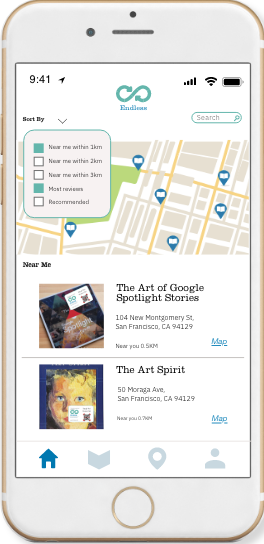 9:41
Endless
Sort By
Search
Near me within 1km
Near me within 2km
Near me within 3km
Most reviews
Recommended
Near Me
The Art of Google
Spotlight Stories
104 New Montgomery St,
San Francisco, CA 94129
Near you 0.5KM
Map
Spotlight
The Art Spirit
50 Moraga Ave,
San Francisco, CA 94129
Near you 0.7KM
Map